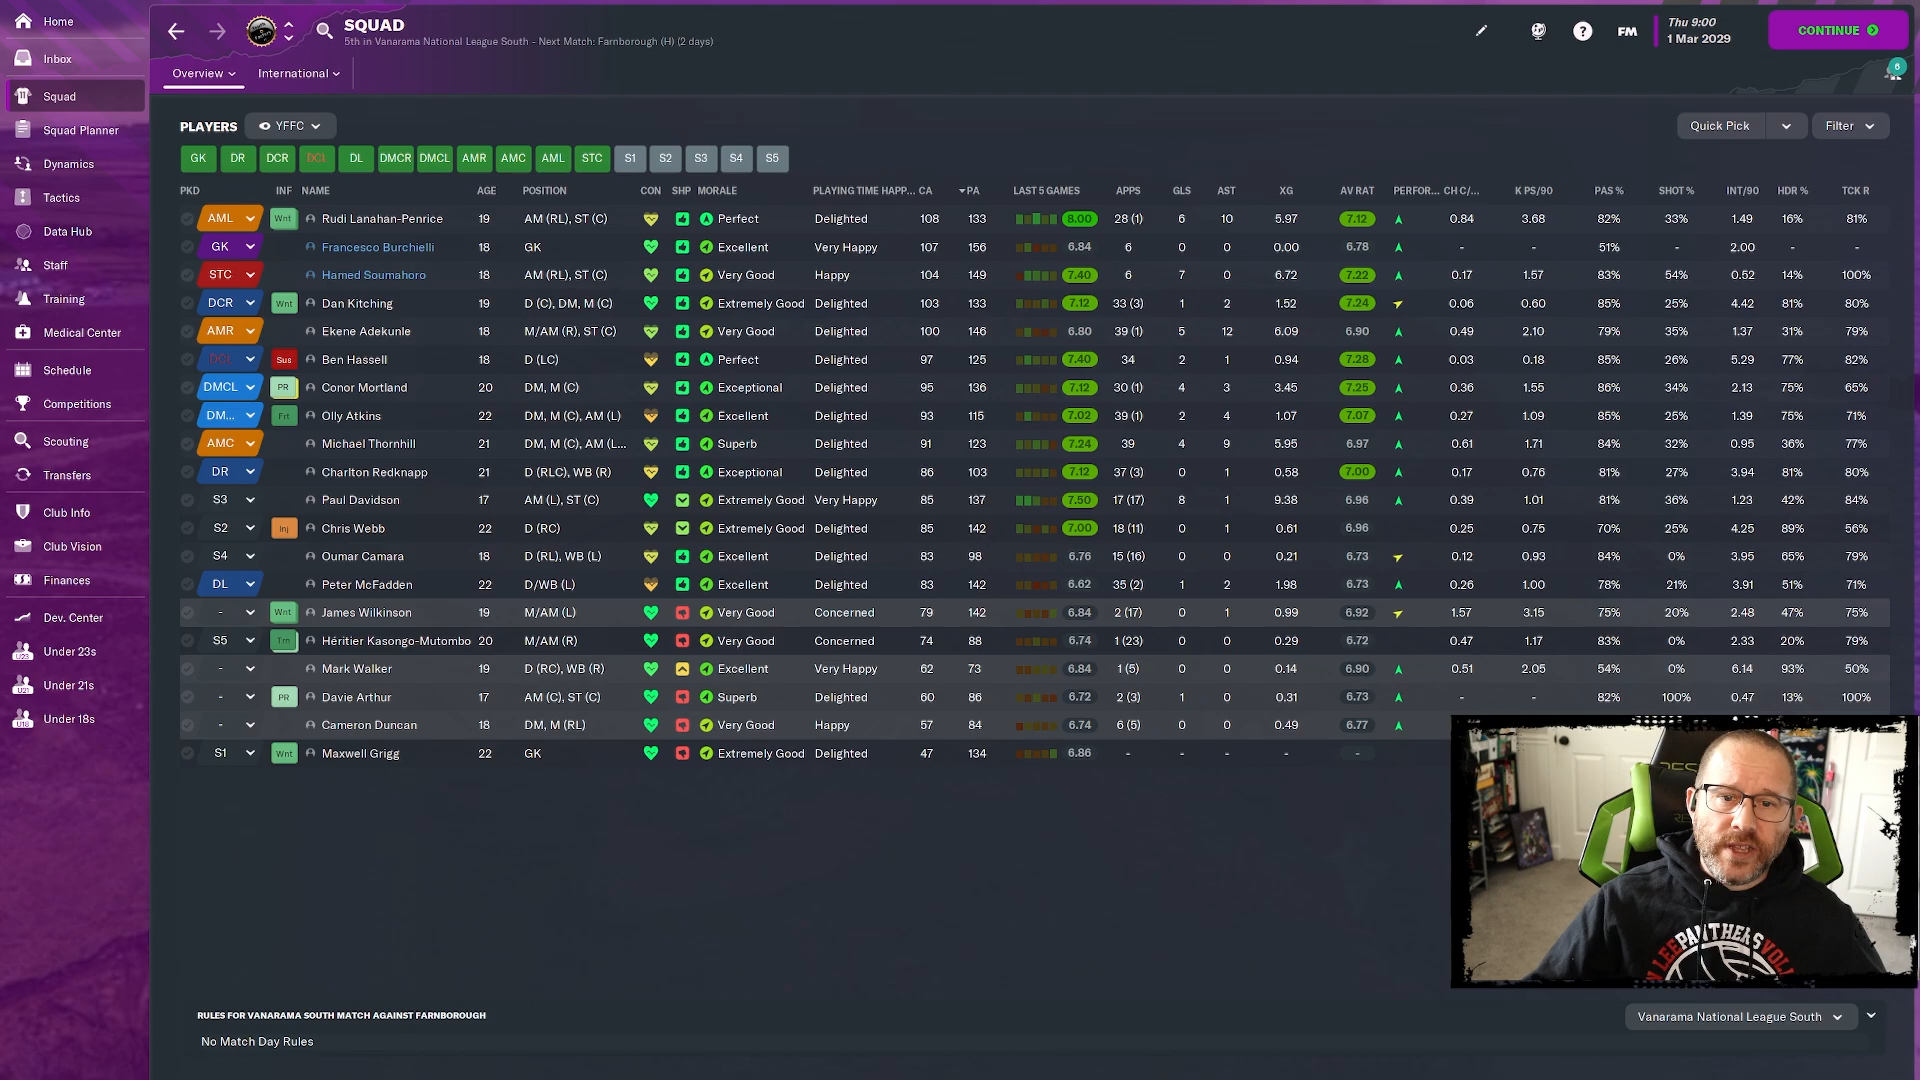 Home
Inbox
Squad
Squad Planner
Dynamics
Tactics
Data Hub
Staff
Training
Medical Center
Schedule
Competitions
Scouting
Transfers
Club Info
Club Vision
Finances
Dev. Center
Under 23s
Under 21s
Under 18s
SQUAD
5th in Vanarama National League South - Next Match: Farnborough (H) (2 days)
FM
Thu 9:00
1 Mar 2029
CONTINUE
6
Overview International
PLAYERS YFFC Quick Pick Filter
GK DR DCR DCL DL DMCR DMCL AMR AMC AML STC S1 S2 S3 S4 S5
PKD INF NAME AGE POSITION CON SHP MORALE PLAYING TIME HAPP... CA PA LAST 5 GAMES APPS GLS AST XG AV RAT PERFOR... CH C/... K PS/90 PAS % SHOT % INT/90 HDR % TCK R
AML Wnt Rudi Lanahan-Penrice 19 AM (RL), ST (C) Perfect Delighted 108 133 8.00 28 (1) 6 10 5.97 7.12 0.84 3.68 82% 33% 1.49 16% 81%
GK Francesco Burchielli 18 GK Excellent Very Happy 107 156 6.84 6 0 0 0.00 6.78 - - 51% - 2.00 - -
STC Hamed Soumahoro 18 AM (RL), ST (C) Very Good Happy 104 149 7.40 6 7 0 6.72 7.22 0.17 1.57 83% 54% 0.52 14% 100%
DCR Wnt Dan Kitching 19 D (C), DM, M (C) Extremely Good Delighted 103 133 7.12 33 (3) 1 2 1.52 7.24 0.06 0.60 85% 25% 4.42 81% 80%
AMR Ekene Adekunle 18 M/AM (R), ST (C) Very Good Delighted 100 146 6.80 39 (1) 5 12 6.09 6.90 0.49 2.10 79% 35% 1.37 31% 79%
DCL Sus Ben Hassell 18 D (LC) Perfect Delighted 97 125 7.40 34 2 1 0.94 7.28 0.03 0.18 85% 26% 5.29 77% 82%
DMCL PR Conor Mortland 20 DM, M (C) Exceptional Delighted 95 136 7.12 30 (1) 4 3 3.45 7.25 0.36 1.55 86% 34% 2.13 75% 65%
DM... Frt Olly Atkins 22 DM, M (C), AM (L) Excellent Delighted 93 115 7.02 39 (1) 2 4 1.07 7.07 0.27 1.09 85% 25% 1.39 75% 71%
AMC Michael Thornhill 21 DM, M (C), AM (L... Superb Delighted 91 123 7.24 39 4 9 5.95 6.97 0.61 1.71 84% 32% 0.95 36% 77%
DR Charlton Redknapp 21 D (RLC), WB (R) Exceptional Delighted 86 103 7.12 37 (3) 0 1 0.58 7.00 0.17 0.76 81% 27% 3.94 81% 80%
S3 Paul Davidson 17 AM (L), ST (C) Extremely Good Very Happy 85 137 7.50 17 (17) 8 1 9.38 6.96 0.39 1.01 81% 36% 1.23 42% 84%
S2 Inj Chris Webb 22 D (RC) Extremely Good Delighted 85 142 7.00 18 (11) 0 1 0.61 6.96 0.25 0.75 70% 25% 4.25 89% 56%
S4 Oumar Camara 18 D (RL), WB (L) Excellent Delighted 83 98 6.76 15 (16) 0 0 0.21 6.73 0.12 0.93 84% 0% 3.95 65% 79%
DL Peter McFadden 22 D/WB (L) Excellent Delighted 83 142 6.62 35 (2) 1 2 1.98 6.73 0.26 1.00 78% 21% 3.91 51% 71%
- Wnt James Wilkinson 19 M/AM (L) Very Good Concerned 79 142 6.84 2 (17) 0 1 0.99 6.92 1.57 3.15 75% 20% 2.48 47% 75%
S5 Trn Héritier Kasongo-Mutombo 20 M/AM (R) Very Good Concerned 74 88 6.74 1 (23) 0 0 0.29 6.72 0.47 1.17 83% 0% 2.33 20% 79%
- Mark Walker 19 D (RC), WB (R) Excellent Very Happy 62 73 6.84 1 (5) 0 0 0.14 6.90 0.51 2.05 54% 0% 6.14 93% 50%
- PR Davie Arthur 17 AM (C), ST (C) Superb Delighted 60 86 6.72 2 (3) 1 0 0.31 6.73 - - 82% 100% 0.47 13% 100%
- Cameron Duncan 18 DM, M (RL) Very Good Happy 57 84 6.74 6 (5) 0 0 0.49 6.77
S1 Wnt Maxwell Grigg 22 GK Extremely Good Delighted 47 134 6.86 - - - - -
PANTHERS
RULES FOR VANARAMA SOUTH MATCH AGAINST FARNBOROUGH
Vanarama National League South
No Match Day Rules